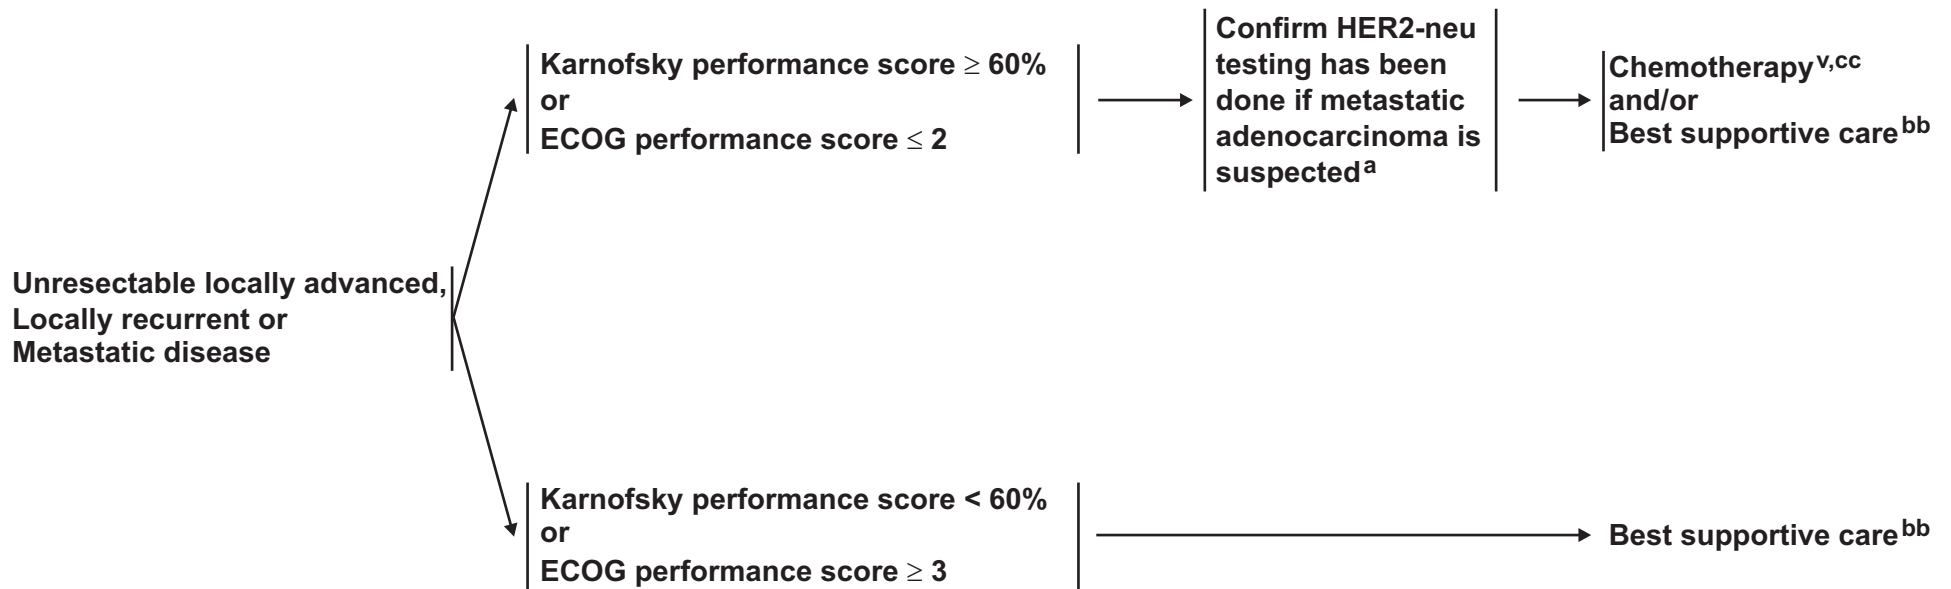 Unresectable locally advanced,
Locally recurrent or
Metastatic disease
Karnofsky performance score ≥ 60%
or
ECOG performance score ≤ 2
Confirm HER2-neu
testing has been
done if metastatic
adenocarcinoma is
suspected a
Chemotherapy v,cc
and/or
Best supportive care bb
Karnofsky performance score < 60%
or
ECOG performance score ≥ 3
Best supportive care bb